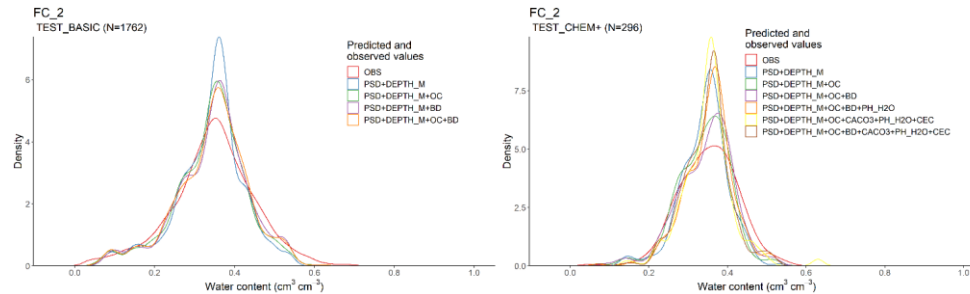 FC_2
TEST_BASIC (N=1762)
Density
6
4
2
0
0.0 0.2 0.4 0.6 0.8 1.0
Water content (cm³ cm⁻³)
Predicted and
observed values
OBS
PSD+DEPTH_M
PSD+DEPTH_M+OC
PSD+DEPTH_M+BD
PSD+DEPTH_M+OC+BD
FC_2
TEST_CHEM+ (N=296)
Density
7.5
5.0
2.5
0.0
0.0 0.2 0.4 0.6 0.8 1.0
Water content (cm³ cm⁻³)
Predicted and
observed values
OBS
PSD+DEPTH_M
PSD+DEPTH_M+OC
PSD+DEPTH_M+OC+BD
PSD+DEPTH_M+OC+BD+PH_H2O
PSD+DEPTH_M+OC+CACO3+PH_H2O+CEC
PSD+DEPTH_M+OC+BD+CACO3+PH_H2O+CEC